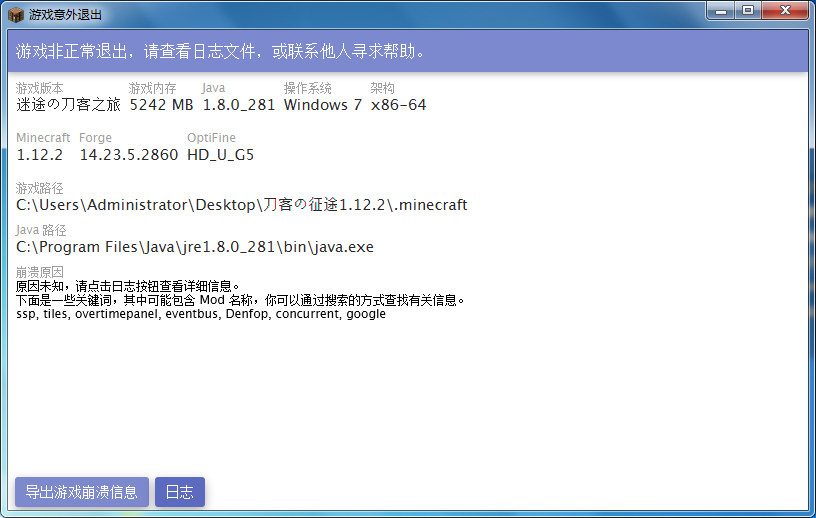 游戏意外退出
游戏非正常退出，请查看日志文件，或联系他人寻求帮助。
游戏版本 游戏内存 Java 操作系统 架构
迷途の刀客之旅 5242 MB 1.8.0_281 Windows 7 x86-64
Minecraft Forge OptiFine
1.12.2 14.23.5.2860 HD_U_G5
游戏路径
C:\Users\Administrator\Desktop\刀客の征途1.12.2\.minecraft
Java 路径
C:\Program Files\Java\jre1.8.0_281\bin\java.exe
崩溃原因
原因未知，请点击日志按钮查看详细信息。
下面是一些关键词，其中可能包含 Mod 名称，你可以通过搜索的方式查找有关信息。
ssp, tiles, overtimepanel, eventbus, Denfop, concurrent, google
导出游戏崩溃信息 日志